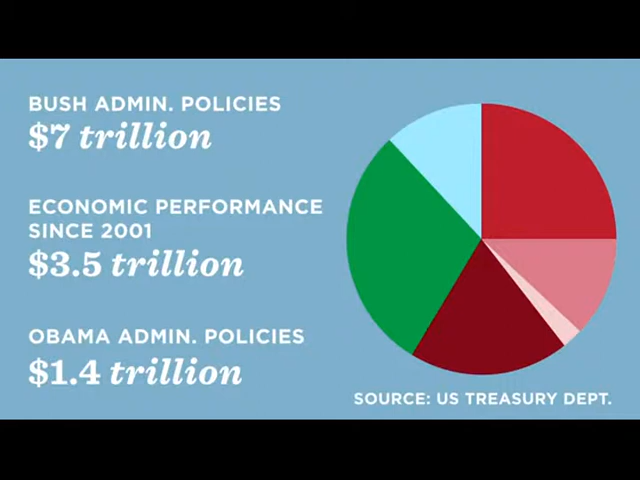 BUSH ADMIN. POLICIES
$7 trillion
ECONOMIC PERFORMANCE
SINCE 2001
$3.5 trillion
OBAMA ADMIN. POLICIES
$1.4 trillion
SOURCE: US TREASURY DEPT.